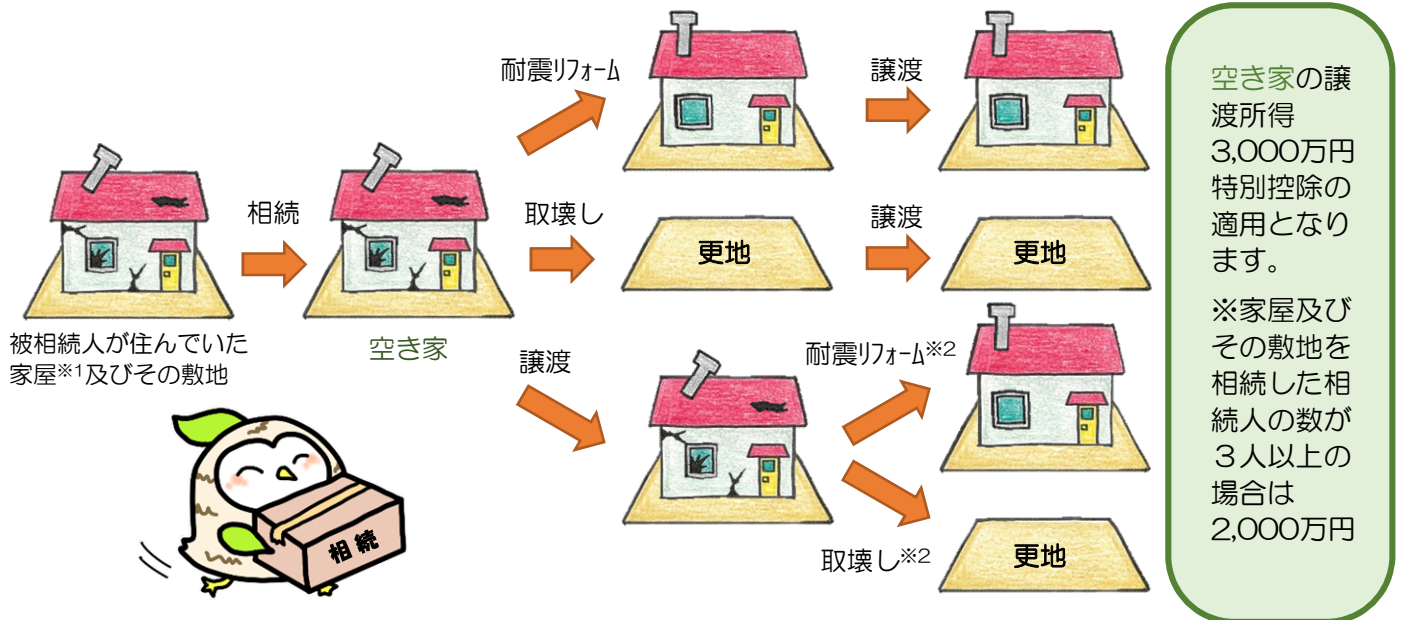 耐震リフォーム
譲渡
相続
取壊し
更地
譲渡
更地
被相続人が住んでいた
家屋※1及びその敷地
空き家
譲渡
耐震リフォーム※2
取壊し※2
更地
相続
空き家の譲
渡所得
3,000万円
特別控除の
適用となり
ます。
※家屋及び
その敷地を
相続した相
続人の数が
３人以上の
場合は
2,000万円